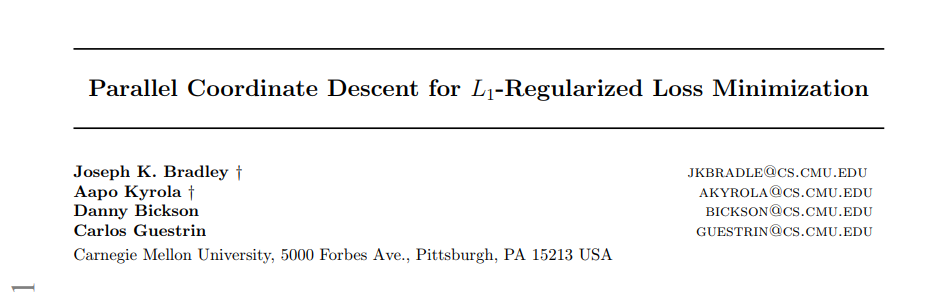 Parallel Coordinate Descent for L₁-Regularized Loss Minimization
Joseph K. Bradley † JKBRADLE@CS.CMU.EDU
Aapo Kyrola † AKYROLA@CS.CMU.EDU
Danny Bickson BICKSON@CS.CMU.EDU
Carlos Guestrin GUESTRIN@CS.CMU.EDU
Carnegie Mellon University, 5000 Forbes Ave., Pittsburgh, PA 15213 USA